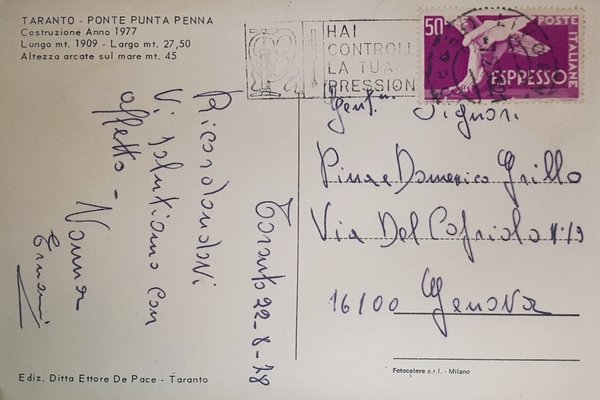 TARANTO - PONTE PUNTA PENNA
Costruzione Anno 1977
Lungo mt. 1909 - Largo mt. 27,50
Altezza arcate sul mare mt. 45
HAI
CONTROLL
LA TUA
PRESSION
50
POSTE
ITALIANE
ESPRESSO
Taranto 22-8-78
Ricordandovi
Vi salutiamo con
affetto - Nanna
Gent.mi Signori
Pina e Domenico Grillo
Via Del
16100 Genova
Ediz. Ditta Ettore De Pace - Taranto
Fotocelere s.r.l. - Milano